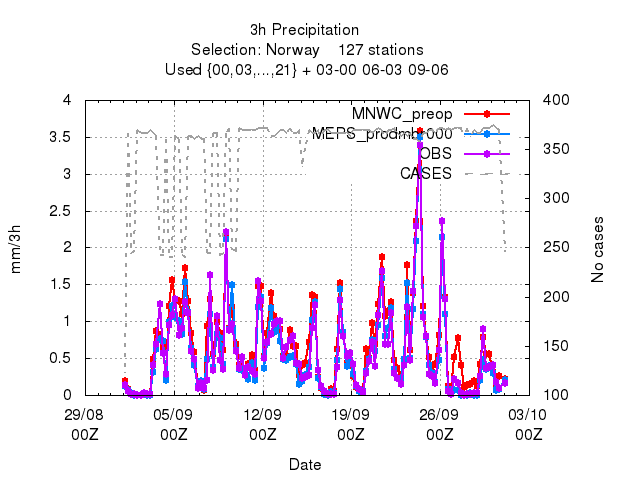 3h Precipitation
Selection: Norway    127 stations
Used {00,03,...,21} + 03-00 06-03 09-06
MNWC_preop
MEPS_prodmbr000
OBS
CASES
mm/3h
4
3.5
3
2.5
2
1.5
1
0.5
0
No cases
400
350
300
250
200
150
100
29/08 05/09 12/09 19/09 26/09 03/10
00Z 00Z 00Z 00Z 00Z 00Z
Date